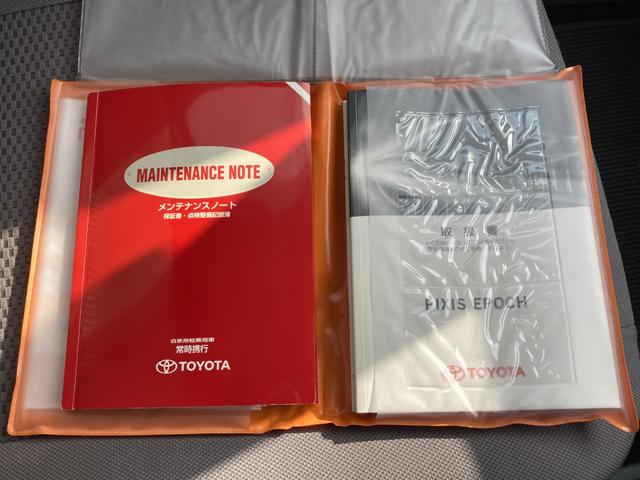 MAINTENANCE NOTE
メンテナンスノート
保証書・点検整備記録簿
自家用軽乗用車
常時携行
TOYOTA
取扱書
PIXIS EPOCH
TOYOTA